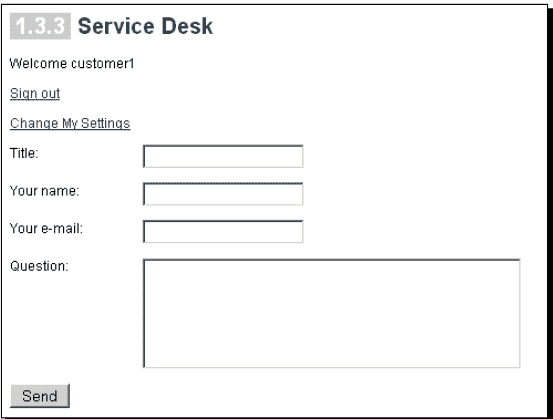 1.3.3 Service Desk
Welcome customer1
Sign out
Change My Settings
Title:
Your name:
Your e-mail:
Question:
Send